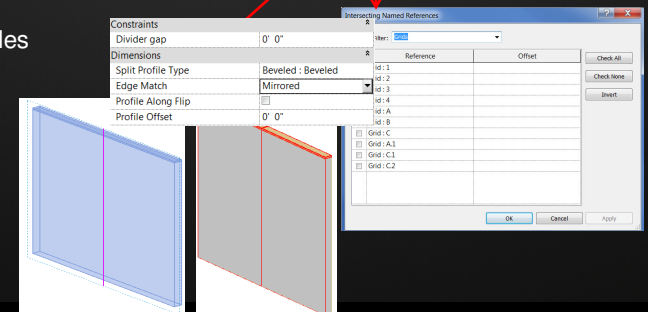 les
Constraints
Divider gap 0' 0"
Dimensions
Split Profile Type Beveled : Beveled
Edge Match Mirrored
Profile Along Flip
Profile Offset 0' 0"
Intersecting Named References
Filter: Grids
Reference Offset
id : 1
id : 2
id : 3
id : 4
id : A
id : B
Grid : C
Grid : A.1
Grid : C.1
Grid : C.2
Check All
Check None
Invert
OK Cancel Apply